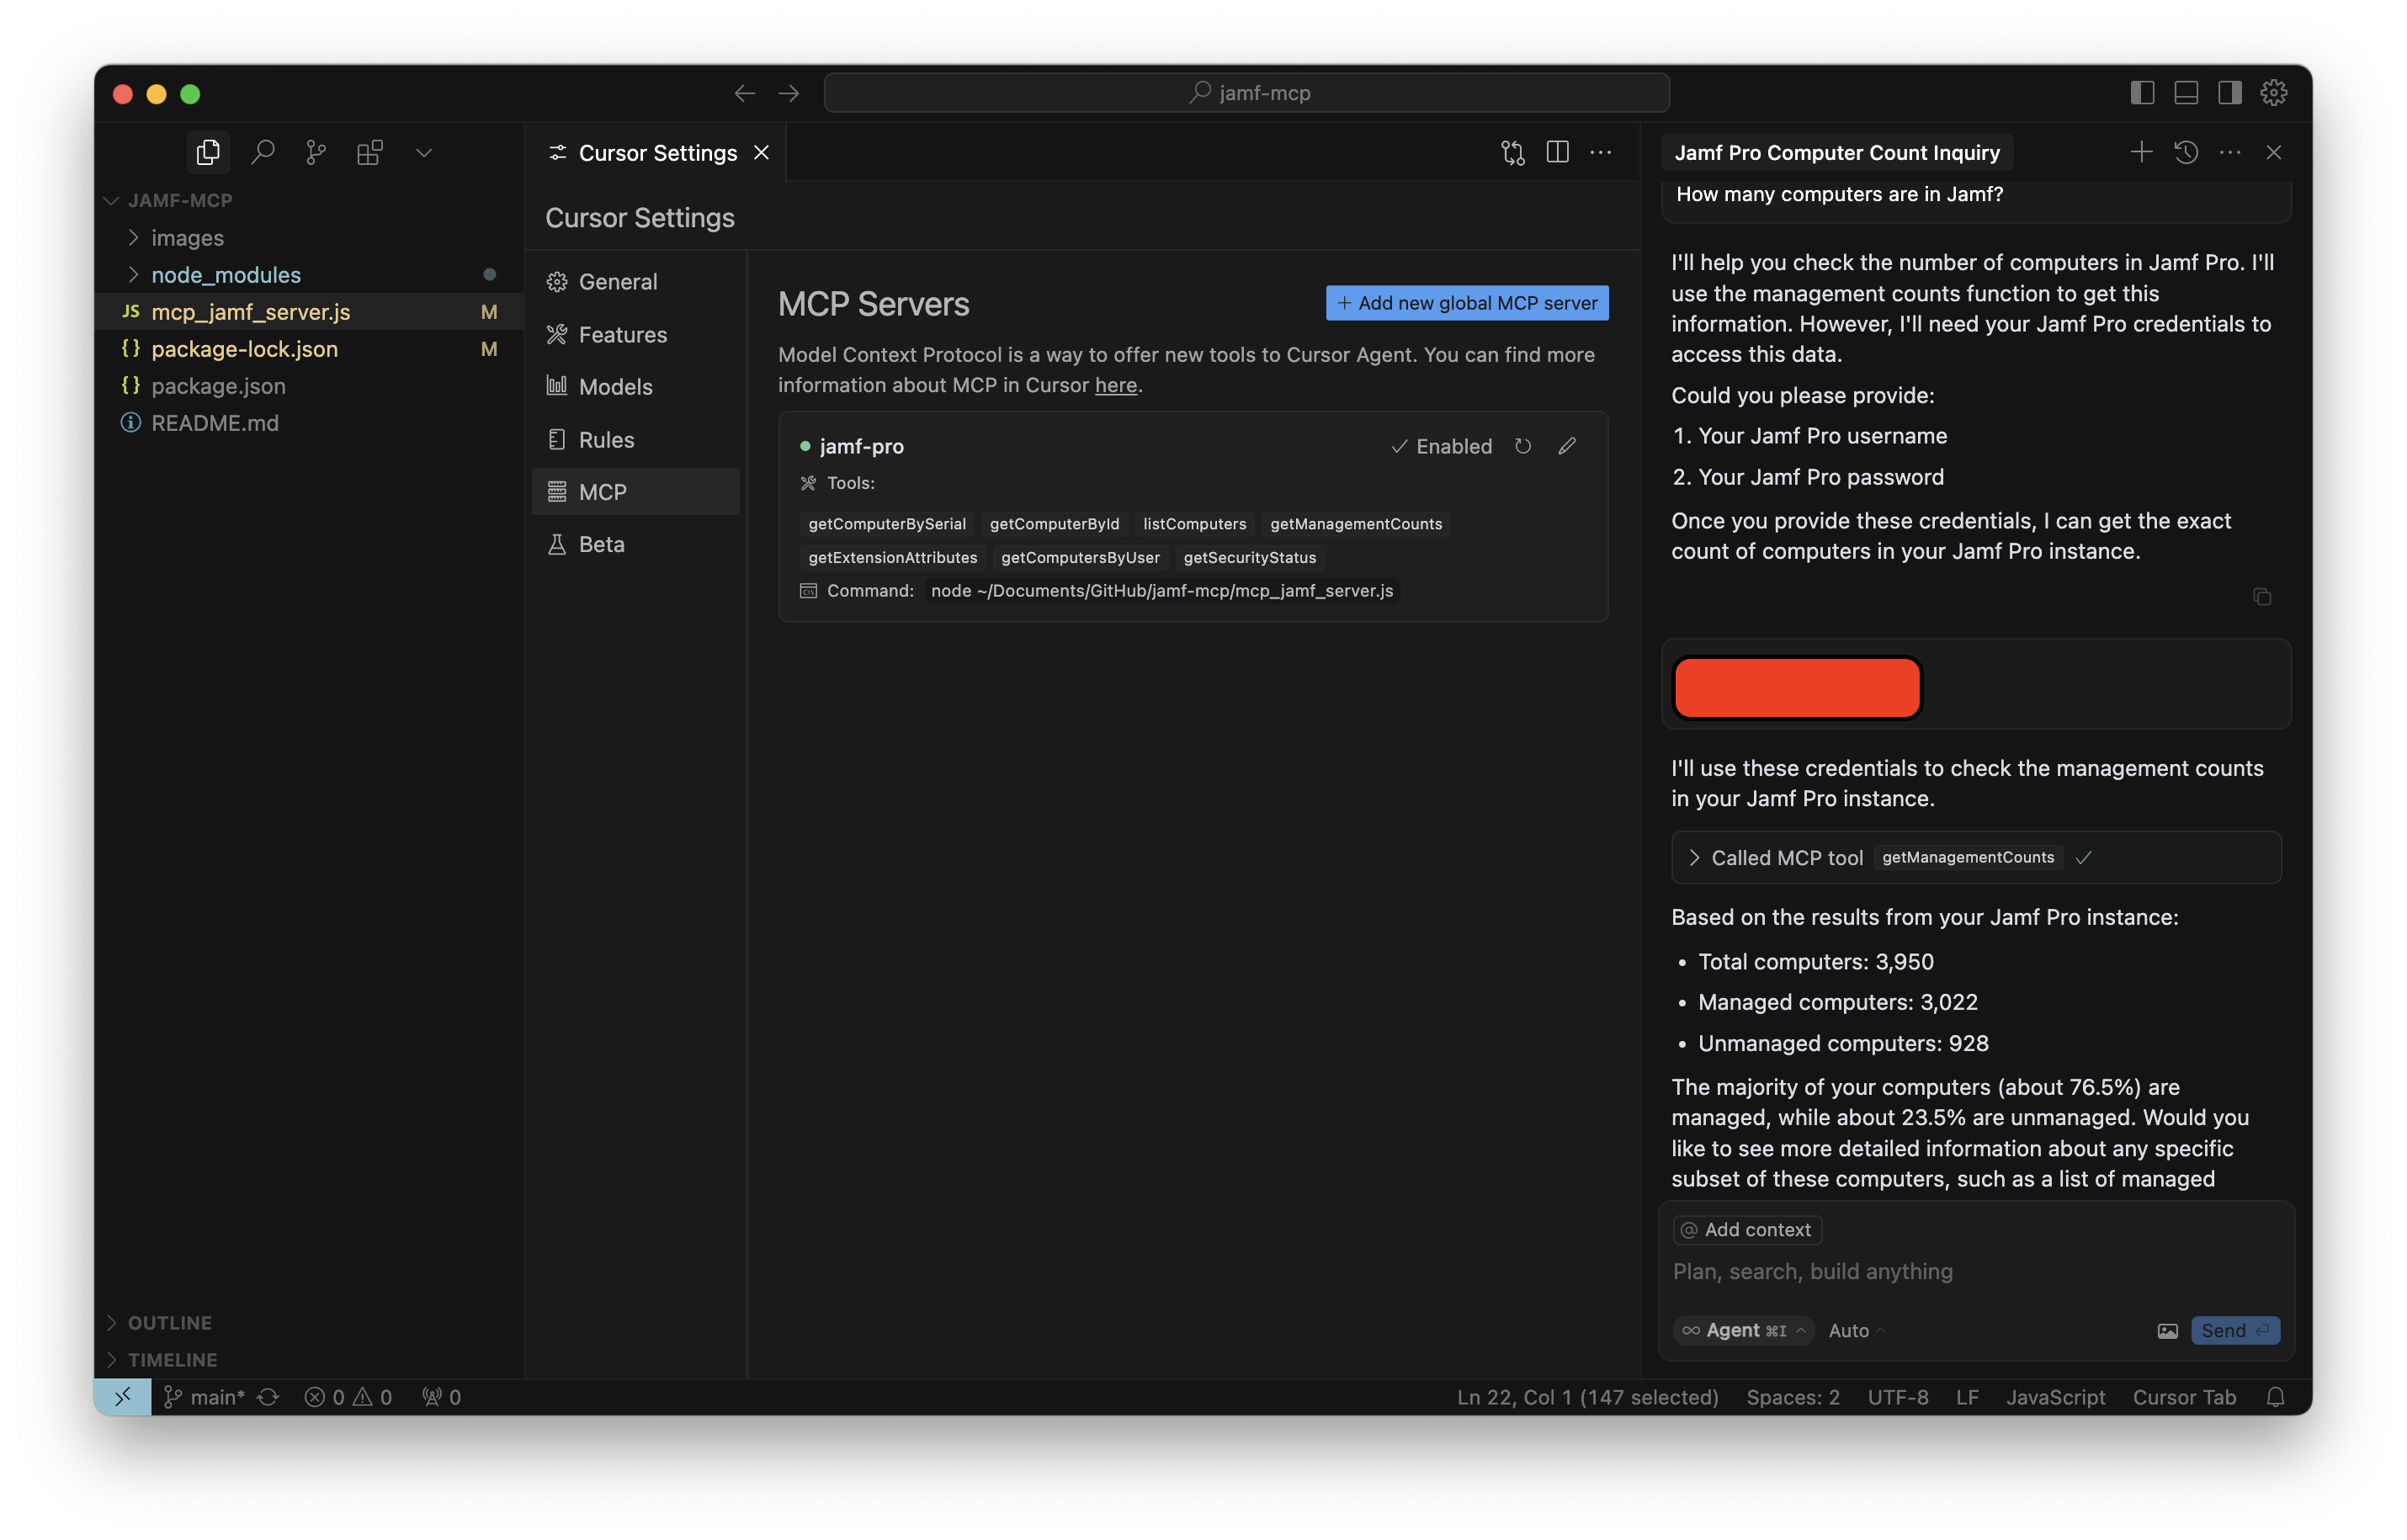 jamf-mcp
JAMF-MCP
images
node_modules
JS mcp_jamf_server.js M
{ } package-lock.json M
{ } package.json
README.md
OUTLINE
TIMELINE
Cursor Settings
Cursor Settings
General
Features
Models
Rules
MCP
Beta
MCP Servers
+ Add new global MCP server
Model Context Protocol is a way to offer new tools to Cursor Agent. You can find more
information about MCP in Cursor here.
jamf-pro
Enabled
Tools:
getComputerBySerial getComputerById listComputers getManagementCounts
getExtensionAttributes getComputersByUser getSecurityStatus
Command: node ~/Documents/GitHub/jamf-mcp/mcp_jamf_server.js
Jamf Pro Computer Count Inquiry
How many computers are in Jamf?
I'll help you check the number of computers in Jamf Pro. I'll
use the management counts function to get this
information. However, I'll need your Jamf Pro credentials to
access this data.
Could you please provide:
1. Your Jamf Pro username
2. Your Jamf Pro password
Once you provide these credentials, I can get the exact
count of computers in your Jamf Pro instance.
I'll use these credentials to check the management counts
in your Jamf Pro instance.
Called MCP tool getManagementCounts
Based on the results from your Jamf Pro instance:
• Total computers: 3,950
• Managed computers: 3,022
• Unmanaged computers: 928
The majority of your computers (about 76.5%) are
managed, while about 23.5% are unmanaged. Would you
like to see more detailed information about any specific
subset of these computers, such as a list of managed
@ Add context
Plan, search, build anything
∞ Agent ⌘I Auto
Send
main* 0 0 0
Ln 22, Col 1 (147 selected) Spaces: 2 UTF-8 LF JavaScript Cursor Tab